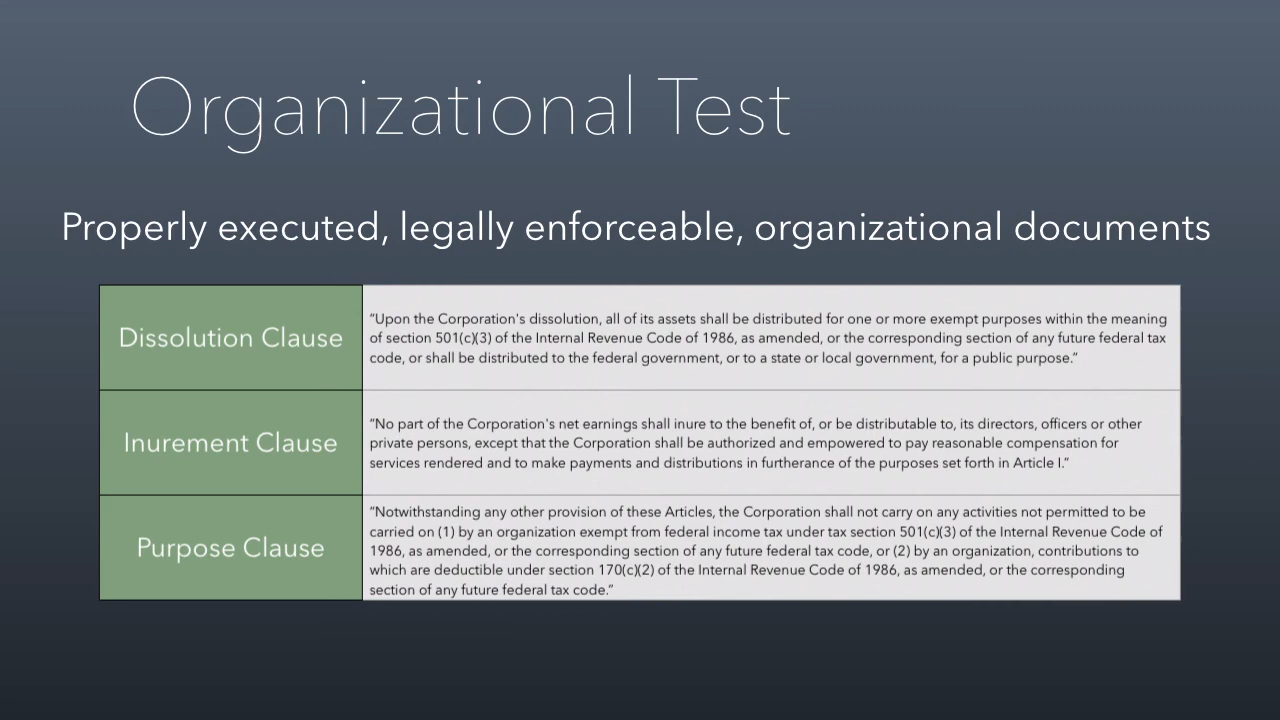 Organizational Test
Properly executed, legally enforceable, organizational documents
Dissolution Clause
"Upon the Corporation's dissolution, all of its assets shall be distributed for one or more exempt purposes within the meaning
of section 501(c)(3) of the Internal Revenue Code of 1986, as amended, or the corresponding section of any future federal tax
code, or shall be distributed to the federal government, or to a state or local government, for a public purpose."
Inurement Clause
"No part of the Corporation's net earnings shall inure to the benefit of, or be distributable to, its directors, officers or other
private persons, except that the Corporation shall be authorized and empowered to pay reasonable compensation for
services rendered and to make payments and distributions in furtherance of the purposes set forth in Article I."
Purpose Clause
"Notwithstanding any other provision of these Articles, the Corporation shall not carry on any activities not permitted to be
carried on (1) by an organization exempt from federal income tax under tax section 501(c)(3) of the Internal Revenue Code of
1986, as amended, or the corresponding section of any future federal tax code, or (2) by an organization, contributions to
which are deductible under section 170(c)(2) of the Internal Revenue Code of 1986, as amended, or the corresponding
section of any future federal tax code."